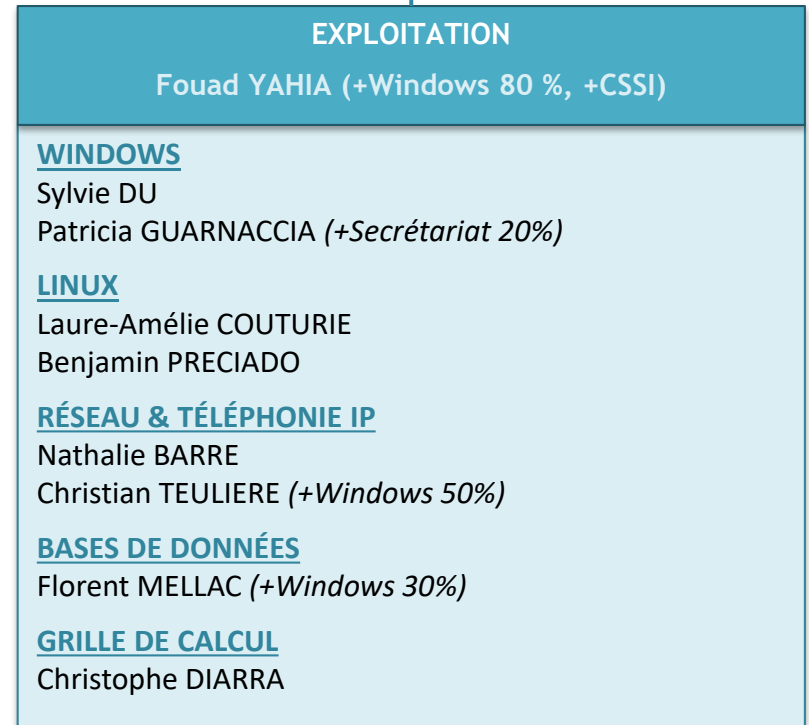 EXPLOITATION
Fouad YAHIA (+Windows 80 %, +CSSI)
WINDOWS
Sylvie DU
Patricia GUARNACCIA (+Secrétariat 20%)
LINUX
Laure-Amélie COUTURIE
Benjamin PRECIADO
RÉSEAU & TÉLÉPHONIE IP
Nathalie BARRE
Christian TEULIERE (+Windows 50%)
BASES DE DONNÉES
Florent MELLAC (+Windows 30%)
GRILLE DE CALCUL
Christophe DIARRA